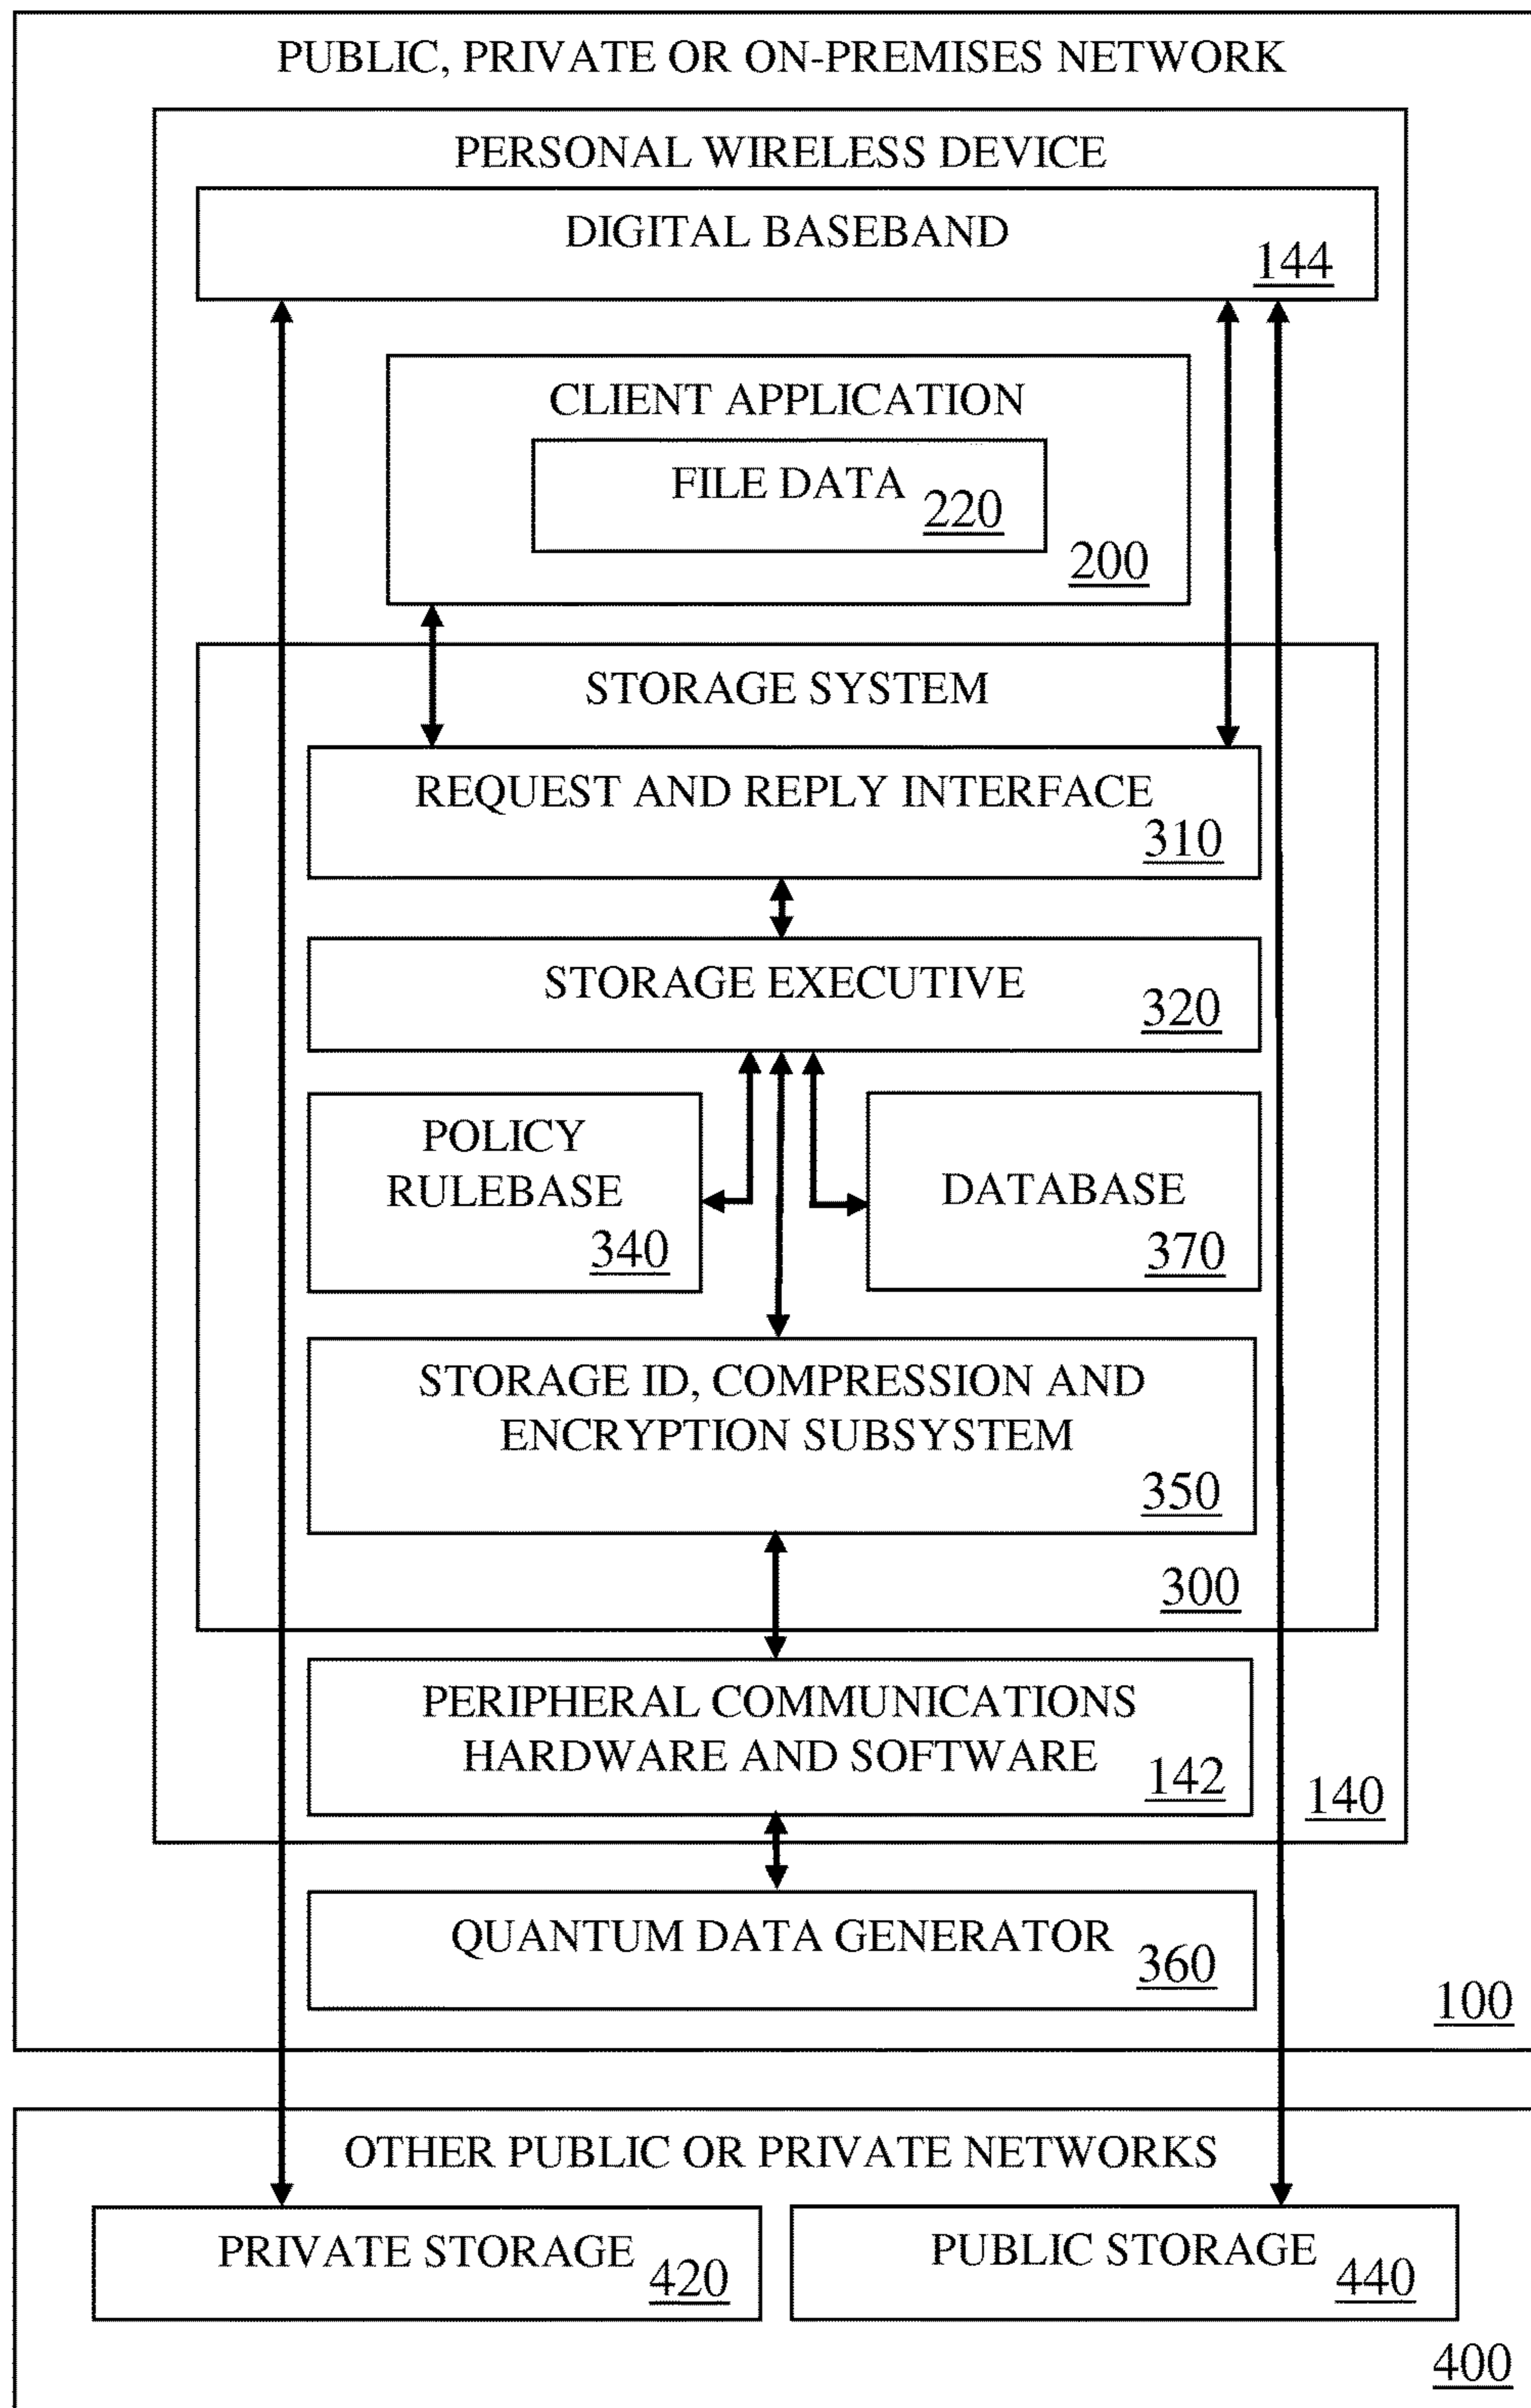 PUBLIC, PRIVATE OR ON-PREMISES NETWORK
PERSONAL WIRELESS DEVICE
DIGITAL BASEBAND
144
CLIENT APPLICATION
FILE DATA
220
200
STORAGE SYSTEM
REQUEST AND REPLY INTERFACE
310
STORAGE EXECUTIVE
320
POLICY
RULEBASE
340
DATABASE
370
STORAGE ID, COMPRESSION AND
ENCRYPTION SUBSYSTEM
350
300
PERIPHERAL COMMUNICATIONS
HARDWARE AND SOFTWARE
142
140
QUANTUM DATA GENERATOR
360
100
OTHER PUBLIC OR PRIVATE NETWORKS
PRIVATE STORAGE
420
PUBLIC STORAGE
440
400